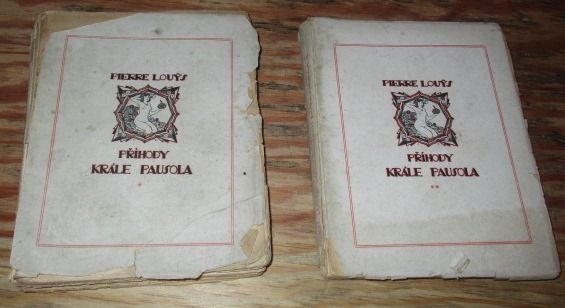 PIERRE LOUŸS
PŘÍHODY
KRÁLE PAUSOLA
*
PIERRE LOUŸS
PŘÍHODY
KRÁLE PAUSOLA
**